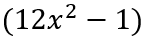 (12x² − 1)